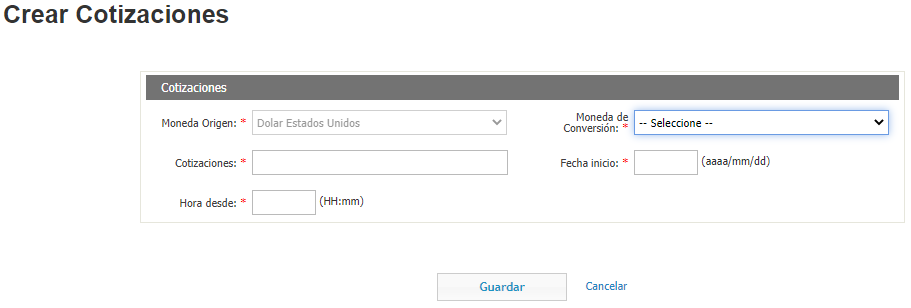 Crear Cotizaciones
Cotizaciones
Moneda Origen: * Dolar Estados Unidos
Moneda de
Conversión: * -- Seleccione --
Cotizaciones: *
Fecha inicio: * (aaaa/mm/dd)
Hora desde: * (HH:mm)
Guardar Cancelar